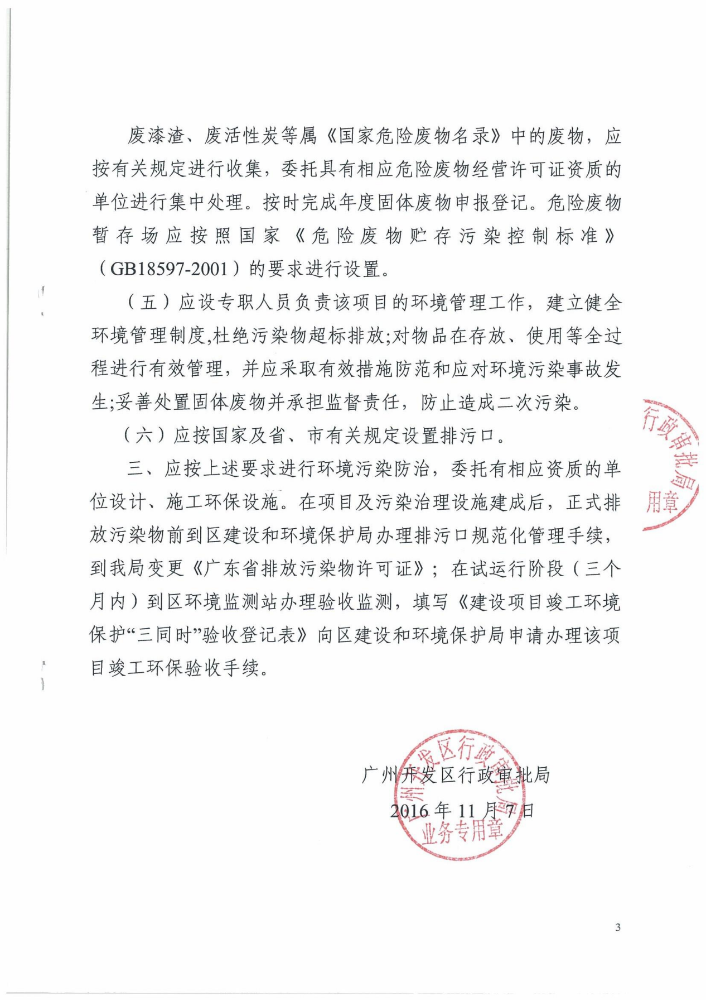 废漆渣、废活性炭等属《国家危险废物名录》中的废物，应
按有关规定进行收集，委托具有相应危险废物经营许可证资质的
单位进行集中处理。按时完成年度固体废物申报登记。危险废物
暂存场应按照国家《危险废物贮存污染控制标准》
（GB18597-2001）的要求进行设置。
（五）应设专职人员负责该项目的环境管理工作，建立健全
环境管理制度,杜绝污染物超标排放;对物品在存放、使用等全过
程进行有效管理，并应采取有效措施防范和应对环境污染事故发
生;妥善处置固体废物并承担监督责任，防止造成二次污染。
（六）应按国家及省、市有关规定设置排污口。
三、应按上述要求进行环境污染防治，委托有相应资质的单
位设计、施工环保设施。在项目及污染治理设施建成后，正式排
放污染物前到区建设和环境保护局办理排污口规范化管理手续，
到我局变更《广东省排放污染物许可证》；在试运行阶段（三个
月内）到区环境监测站办理验收监测，填写《建设项目竣工环境
保护“三同时”验收登记表》向区建设和环境保护局申请办理该项
目竣工环保验收手续。
行政审批局
用章
广州开发区行政审批局
2016年11月7日
广州开发区行政审批局
业务专用章
3